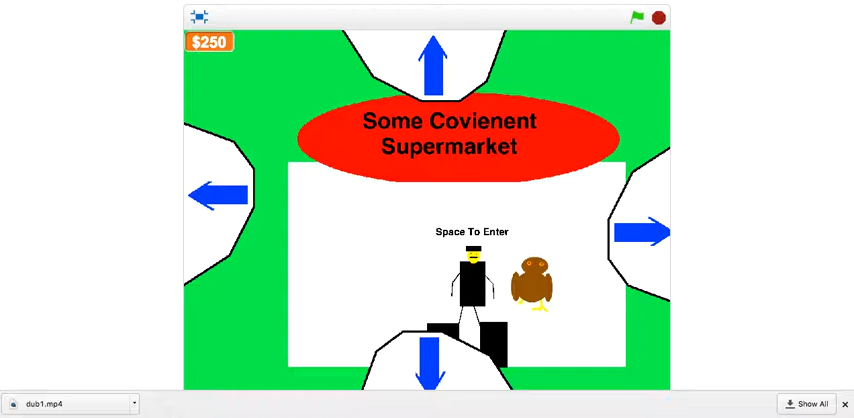 $250
Some Covienent
Supermarket
Space To Enter
dub1.mp4
Show All